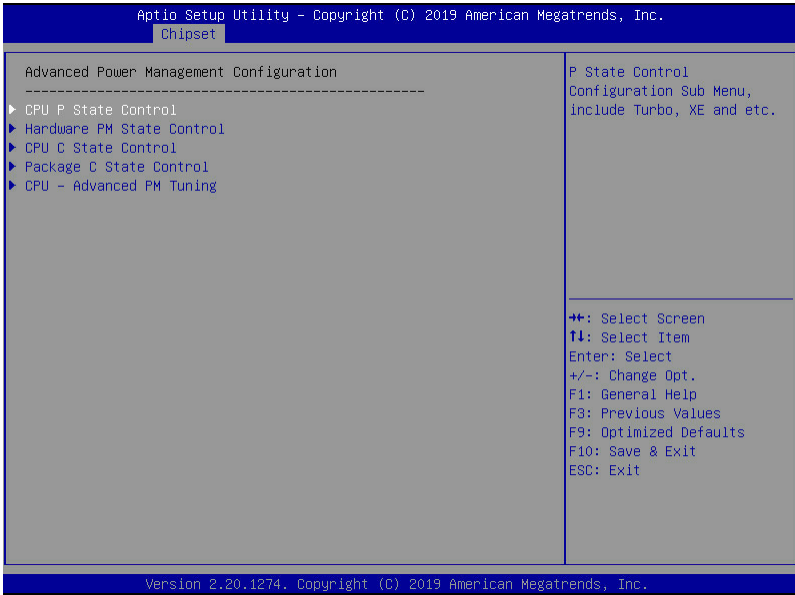 Aptio Setup Utility – Copyright (C) 2019 American Megatrends, Inc.
Chipset
Advanced Power Management Configuration
--------------------------------------------------
CPU P State Control
Hardware PM State Control
CPU C State Control
Package C State Control
CPU – Advanced PM Tuning
P State Control
Configuration Sub Menu,
include Turbo, XE and etc.
→←: Select Screen
↑↓: Select Item
Enter: Select
+/-: Change Opt.
F1: General Help
F3: Previous Values
F9: Optimized Defaults
F10: Save & Exit
ESC: Exit
Version 2.20.1274. Copyright (C) 2019 American Megatrends, Inc.